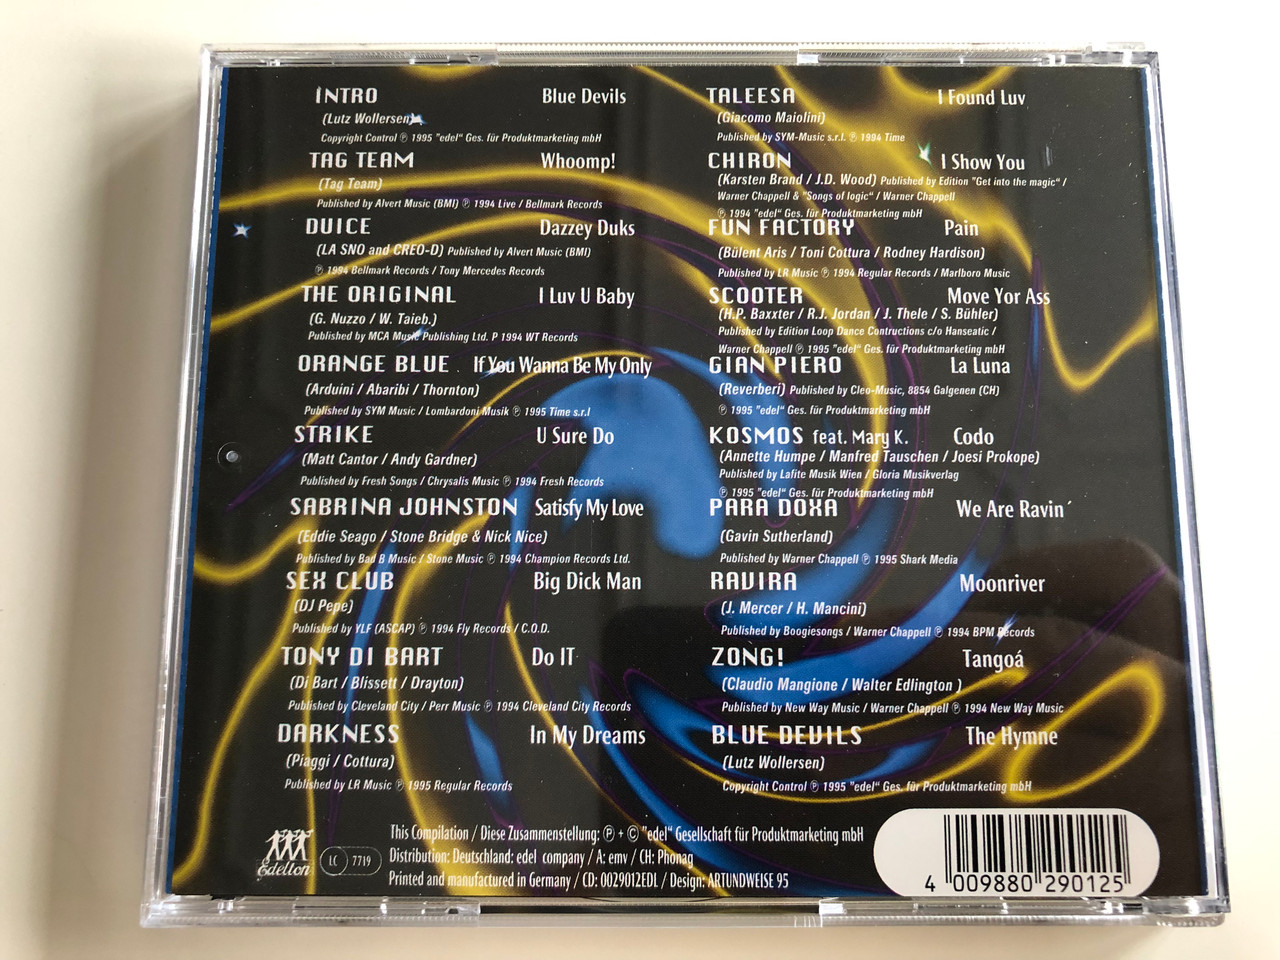 INTRO Blue Devils
(Lutz Wollersen)
Copyright Control ℗ 1995 "edel" Ges. für Produktmarketing mbH
TAG TEAM Whoomp!
(Tag Team)
Published by Alvert Music (BMI) ℗ 1994 Live / Bellmark Records
DUICE Dazzey Duks
(LA SNO and CREO-D) Published by Alvert Music (BMI)
℗ 1994 Bellmark Records / Tony Mercedes Records
THE ORIGINAL I Luv U Baby
(G. Nuzzo / W. Taieb.)
Published by MCA Music Publishing Ltd. P 1994 WT Records
ORANGE BLUE . If You Wanna Be My Only
(Arduini / Abaribi / Thornton)
Published by SYM Music / Lombardoni Musik ℗ 1995 Time s.r.l
STRIKE U Sure Do
(Matt Cantor / Andy Gardner)
Published by Fresh Songs / Chrysalis Music ℗ 1994 Fresh Records
SABRINA JOHNSTON Satisfy My Love
(Eddie Seago / Stone Bridge & Nick Nice)
Published by Bad B Music / Stone Music ℗ 1994 Champion Records Ltd.
SEX CLUB Big Dick Man
(DJ Pepe)
Published by YLF (ASCAP) ℗ 1994 Fly Records / C.O.D.
TONY DI BART Do IT
(Di Bart / Blissett / Drayton)
Published by Cleveland City / Perr Music ℗ 1994 Cleveland City Records
DARKNESS In My Dreams
(Piaggi / Cottura)
Published by LR Music ℗ 1995 Regular Records
TALEESA I Found Luv
(Giacomo Maiolini)
Published by SYM-Music s.r.l. ℗ 1994 Time
CHIRON I Show You
(Karsten Brand / J.D. Wood) Published by Edition "Get into the magic“ /
Warner Chappell & "Songs of logic“ / Warner Chappell
℗ 1994 "edel“ Ges. für Produktmarketing mbH
FUN FACTORY Pain
(Bülent Aris / Toni Cottura / Rodney Hardison)
Published by LR Music ℗ 1994 Regular Records / Marlboro Music
SCOOTER Move Yor Ass
(H.P. Baxxter / R.J. Jordan / J. Thele / S. Bühler)
Published by Edition Loop Dance Contructions c/o Hanseatic /
Warner Chappell ℗ 1995 "edel“ Ges. für Produktmarketing mbH
GIAN PIERO La Luna
(Reverberi) Published by Cleo-Music, 8854 Galgenen (CH)
℗ 1995 "edel“ Ges. für Produktmarketing mbH
KOSMOS feat. Mary K. Codo
(Annette Humpe / Manfred Tauschen / Joesi Prokope)
Published by Lafite Musik Wien / Gloria Musikverlag
℗ 1995 "edel“ Ges. für Produktmarketing mbH
PARA DOXA We Are Ravin´
(Gavin Sutherland)
Published by Warner Chappell ℗ 1995 Shark Media
RAVIRA Moonriver
(J. Mercer / H. Mancini)
Published by Boogiesongs / Warner Chappell ℗ 1994 BPM Records
ZONG! Tangoá
(Claudio Mangione / Walter Edlington )
Published by New Way Music / Warner Chappell ℗ 1994 New Way Music
BLUE DEVILS The Hymne
(Lutz Wollersen)
Copyright Control ℗ 1995 "edel“ Ges. für Produktmarketing mbH
Edelton
LC 7719
This Compilation / Diese Zusammenstellung: ℗ + © "edel“ Gesellschaft für Produktmarketing mbH
Distribution: Deutschland: edel company / A: emv / CH: Phonag
Printed and manufactured in Germany / CD: 0029012EDL / Design: ARTUNDWEISE 95
4 009880 290125